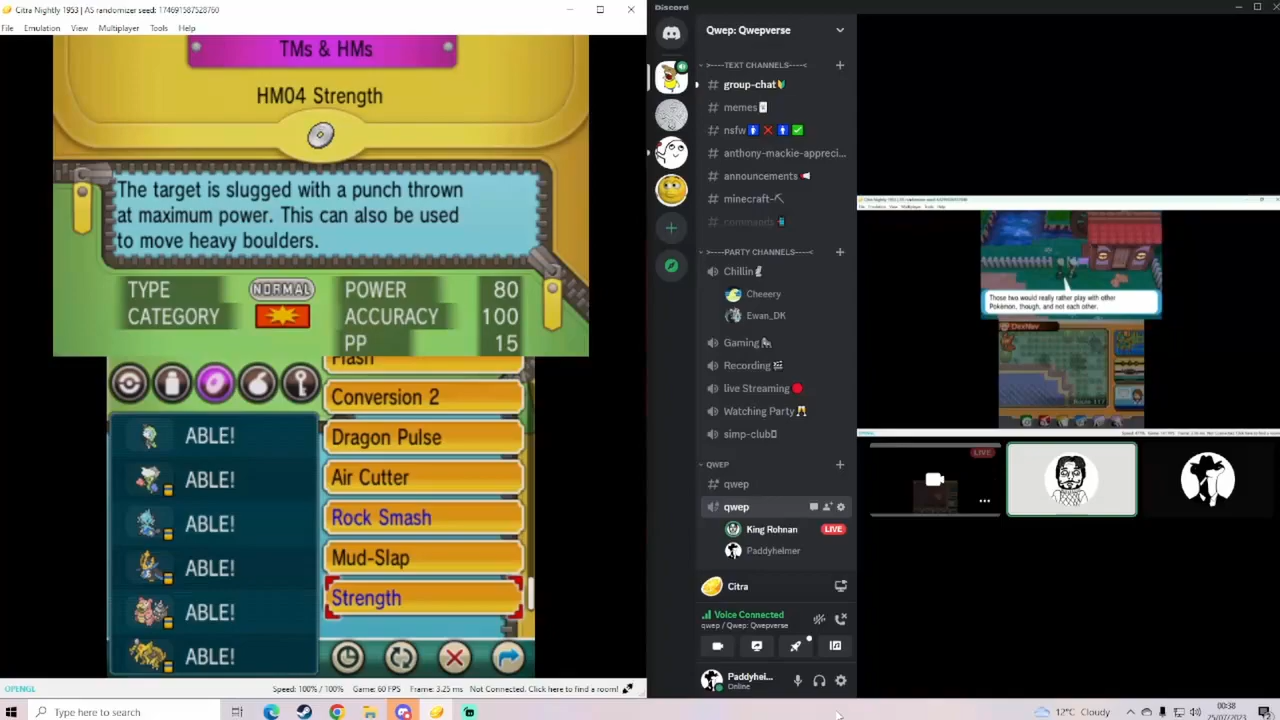 Citra Nightly 1953 | AS randomizer seed: 174691587528760
File Emulation View Multiplayer Tools Help
TMs & HMs
HM04 Strength
The target is slugged with a punch thrown
at maximum power. This can also be used
to move heavy boulders.
TYPE NORMAL POWER 80
CATEGORY ACCURACY 100
PP 15
Flash
Conversion 2
Dragon Pulse
Air Cutter
Rock Smash
Mud-Slap
Strength
ABLE!
ABLE!
ABLE!
ABLE!
ABLE!
ABLE!
OPENGL Speed: 100% / 100% Game: 60 FPS Frame: 3.25 ms Not Connected. Click here to find a room!
Discord
Qwep: Qwepverse
>----TEXT CHANNELS----<
group-chat
memes
nsfw
anthony-mackie-appreci...
announcements
minecraft-
commands
>----PARTY CHANNELS----<
Chillin
Cheeery
Ewan_DK
Gaming
Recording
live Streaming
Watching Party
simp-club
QWEP
qwep
qwep
King Rohnan LIVE
Paddyhelmer
Citra
Voice Connected
qwep / Qwep: Qwepverse
Paddyhel...
Online
Those two would really rather play with other
Pokémon, though, and not each other.
DexNav
Route 117
LIVE
Type here to search
12°C Cloudy
00:38
25/07/2023